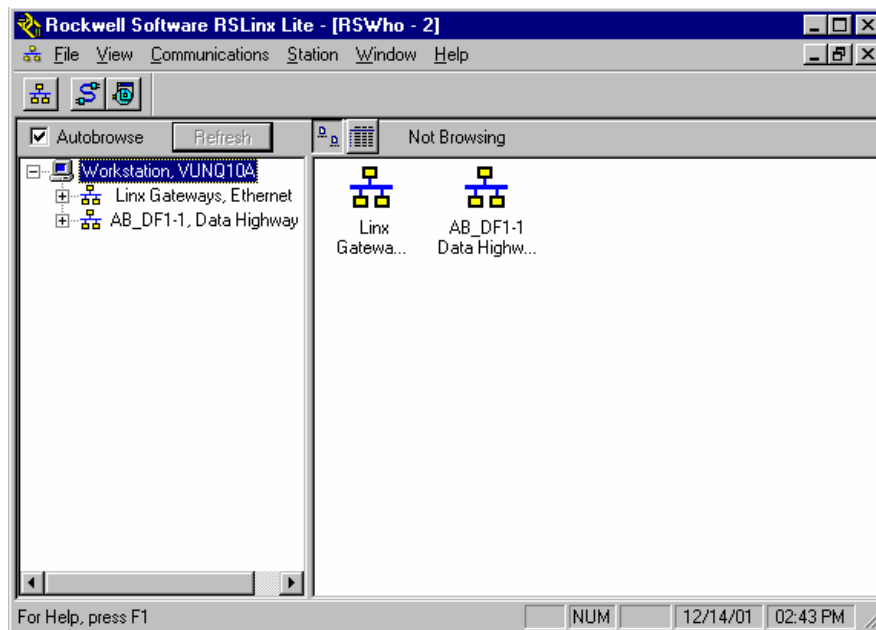 Rockwell Software RSLinx Lite - [RSWho - 2]
File View Communications Station Window Help
Autobrowse Refresh Not Browsing
Workstation, VUNQ10A
Linx Gateways, Ethernet
AB_DF1-1, Data Highway
Linx
Gatewa...
AB_DF1-1
Data Highw...
For Help, press F1 NUM 12/14/01 02:43 PM